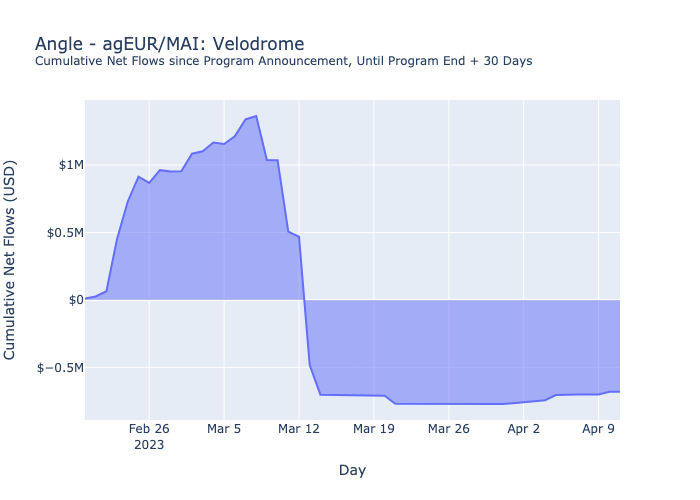 Angle - agEUR/MAI: Velodrome
Cumulative Net Flows since Program Announcement, Until Program End + 30 Days
Cumulative Net Flows (USD)
$1M
$0.5M
$0
$−0.5M
Feb 26
2023
Mar 5
Mar 12
Mar 19
Mar 26
Apr 2
Apr 9
Day